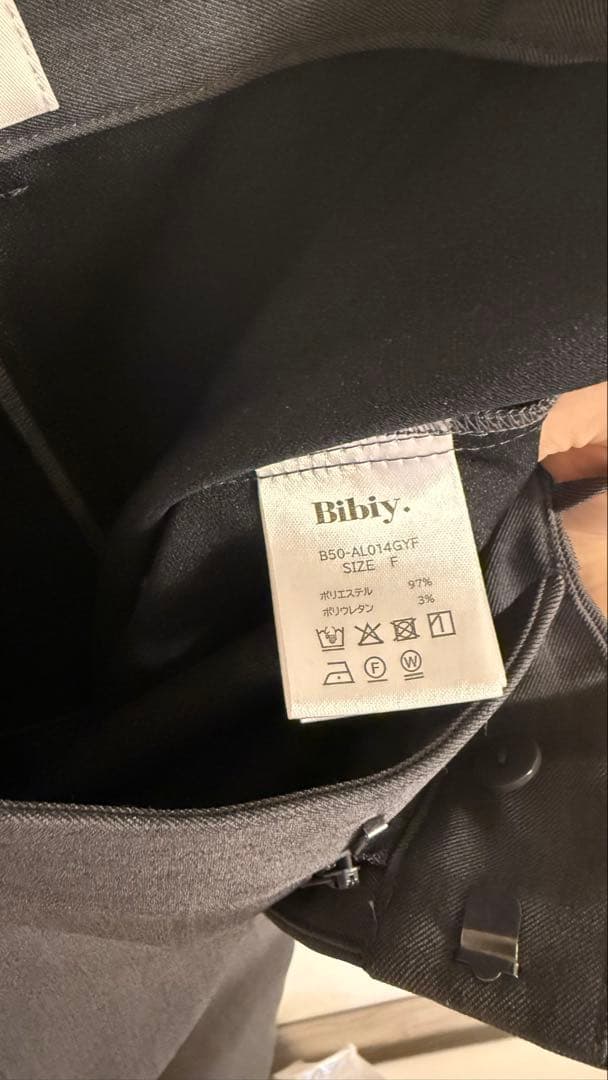 Bibiy.
B50-AL014GYF
SIZE F
ポリエステル 97%
ポリウレタン 3%
F W